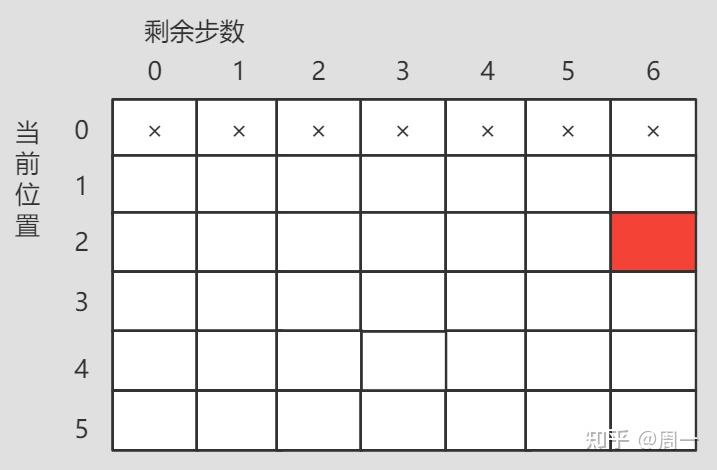 剩余步数
0 1 2 3 4 5 6
当前位置
0 × × × × × × ×
1
2
3
4
5
知乎 @周一